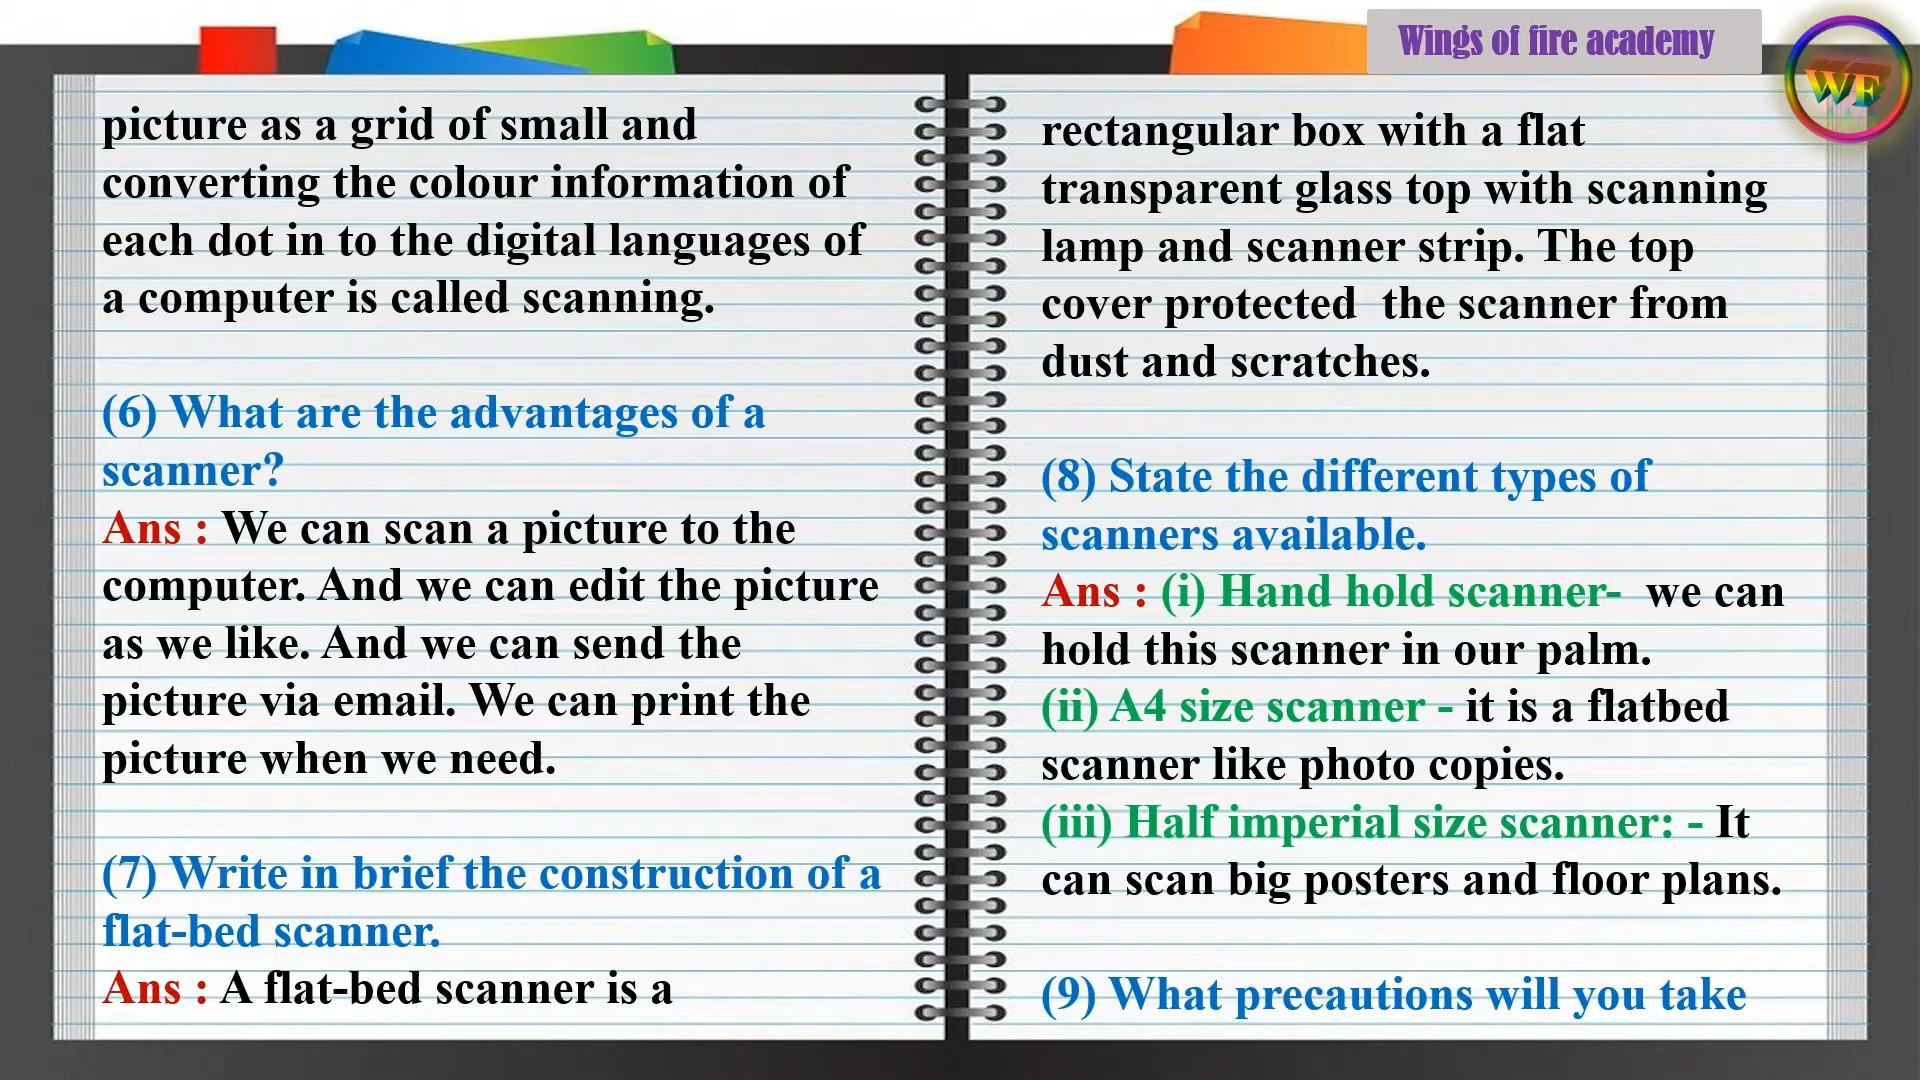 Wings of fire academy
WF
picture as a grid of small and
converting the colour information of
each dot in to the digital languages of
a computer is called scanning.
(6) What are the advantages of a
scanner?
Ans : We can scan a picture to the
computer. And we can edit the picture
as we like. And we can send the
picture via email. We can print the
picture when we need.
(7) Write in brief the construction of a
flat-bed scanner.
Ans : A flat-bed scanner is a
rectangular box with a flat
transparent glass top with scanning
lamp and scanner strip. The top
cover protected  the scanner from
dust and scratches.
(8) State the different types of
scanners available.
Ans : (i) Hand hold scanner-  we can
hold this scanner in our palm.
(ii) A4 size scanner - it is a flatbed
scanner like photo copies.
(iii) Half imperial size scanner: - It
can scan big posters and floor plans.
(9) What precautions will you take